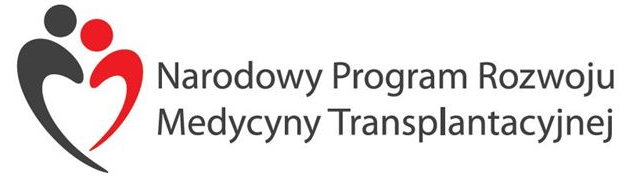 Narodowy Program Rozwoju
Medycyny Transplantacyjnej